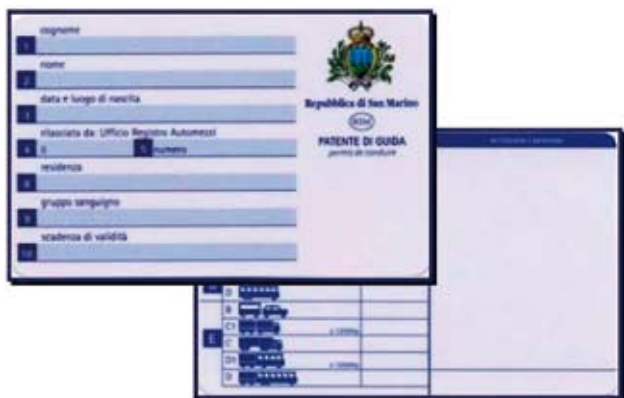 cognome
1
nome
2
data e luogo di nascita
3
rilasciata da: Ufficio Registro Automezzi
4 il 5 numero
residenza
8
gruppo sanguigno
9
scadenza di validità
10
Repubblica di San Marino
RSM
PATENTE DI GUIDA
permis de conduire
D
B
C1
E C
D1
D